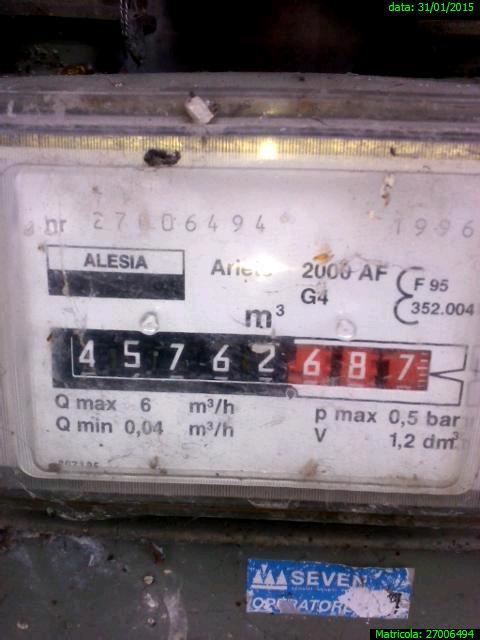 data: 31/01/2015
nr 27006494 1996
ALESIA
Ariete 2000 AF
G4
F 95
352.004
m³
45762687
Q max 6 m³/h
Q min 0,04 m³/h
p max 0,5 bar
V 1,2 dm³
SEVEN
OPERATORE
Matricola: 27006494